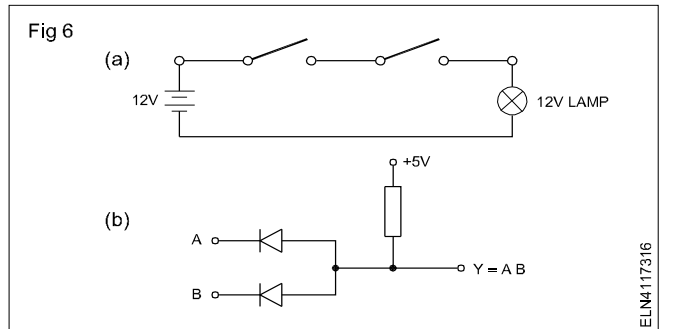 Fig 6
(a)
12V
12V LAMP
+5V
(b)
A
B
Y = A B
ELN4117316